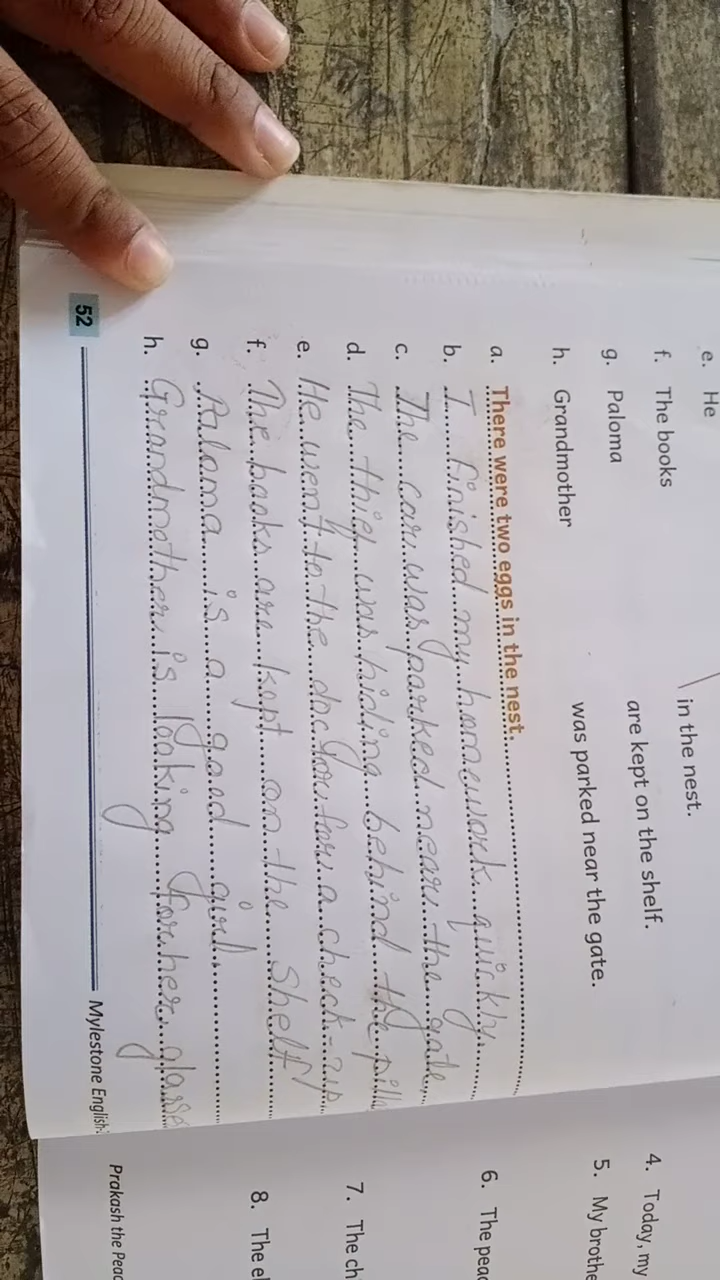 e. He
in the nest.
f. The books
are kept on the shelf.
g. Paloma
was parked near the gate.
h. Grandmother
a. There were two eggs in the nest.
b. I finished my homework quickly.
c. The car was parked near the gate
d. The thief was hiding behind the
e. He went to the doctor for a check-up
f. The books are kept on the shelf
g. Paloma is a good girl.
h. Grandmother is looking for her glasse
52
Mylestone English
4. Today, my
5. My brothe
6. The peac
7. The ch
8. The el
Prakash the Peac